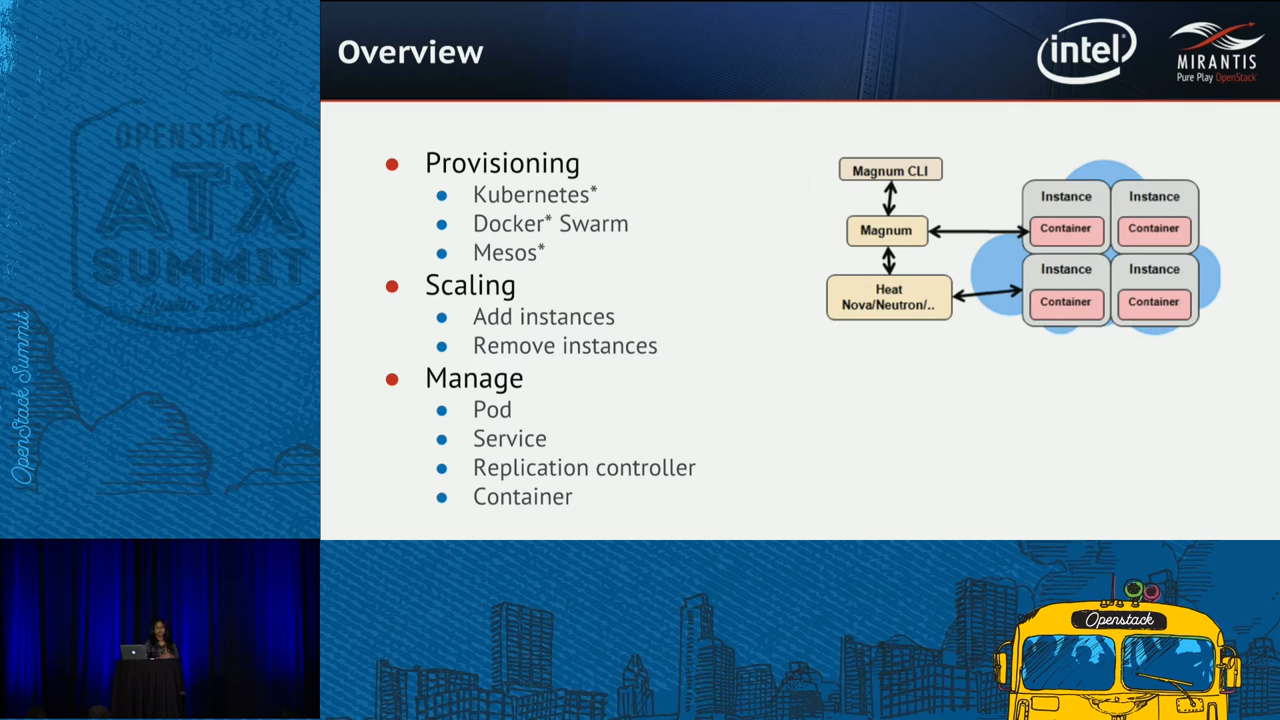 OPENSTACK
ATX
SUMMIT
OpenStack Summit
Overview
intel
MIRANTIS
Pure Play OpenStack
Provisioning
Kubernetes*
Docker* Swarm
Mesos*
Scaling
Add instances
Remove instances
Manage
Pod
Service
Replication controller
Container
Magnum CLI
Magnum
Heat
Nova/Neutron/..
Instance
Container
Instance
Container
Instance
Container
Instance
Container
Openstack